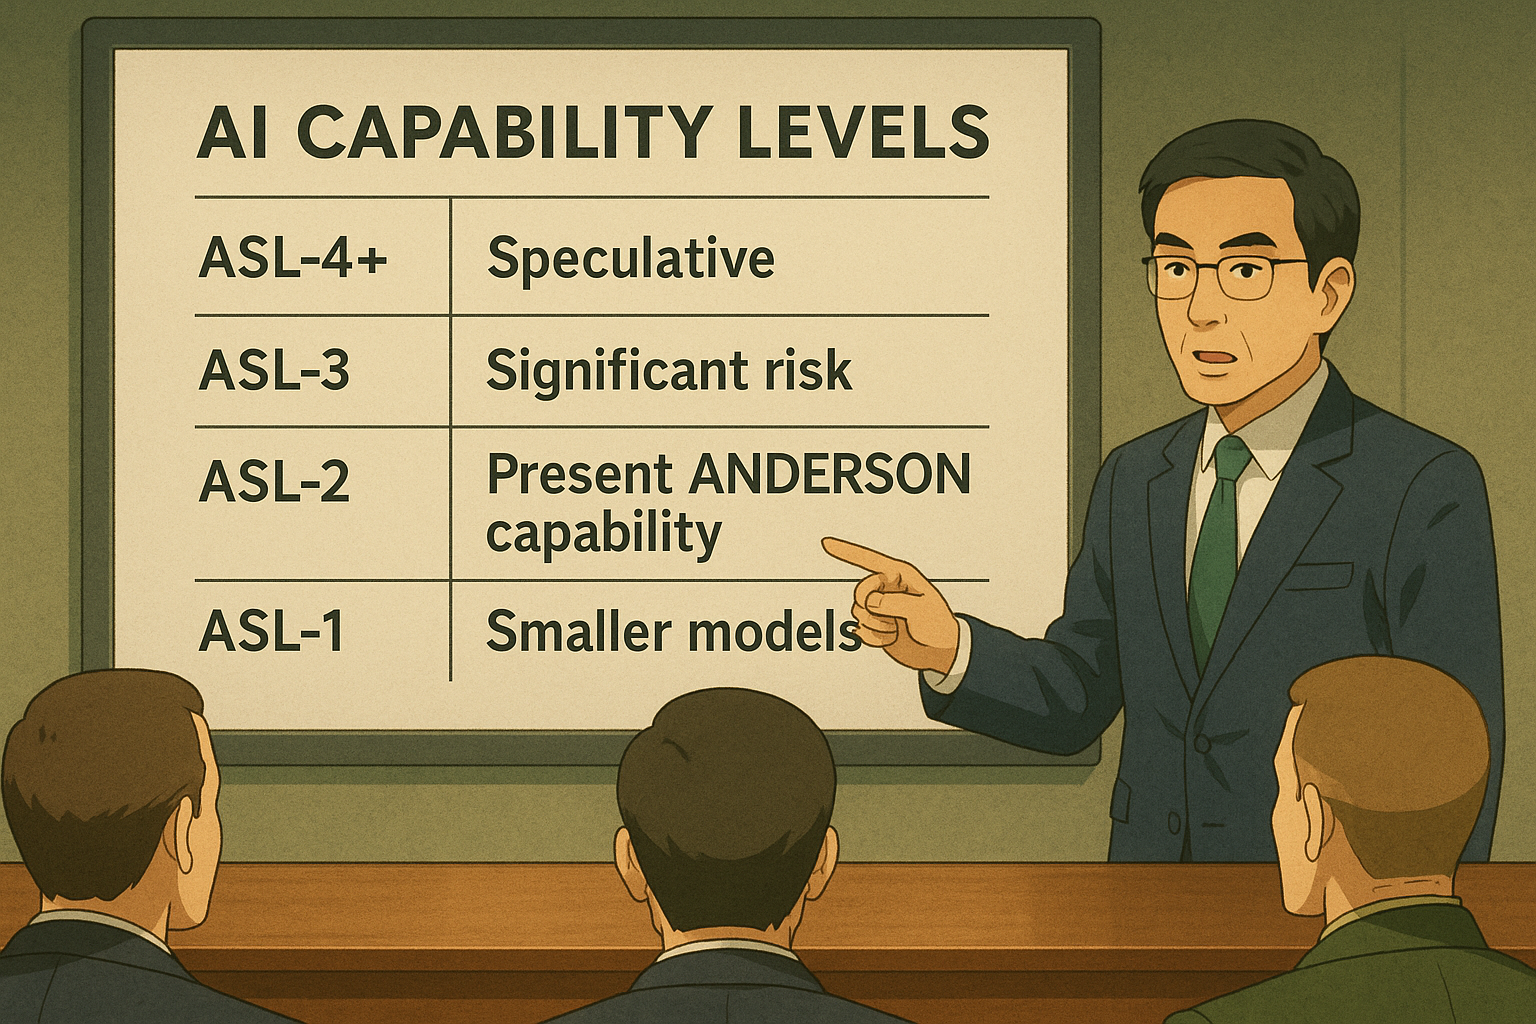 AI CAPABILITY LEVELS
ASL-4+ Speculative
ASL-3 Significant risk
ASL-2 Present ANDERSON
capability
ASL-1 Smaller models